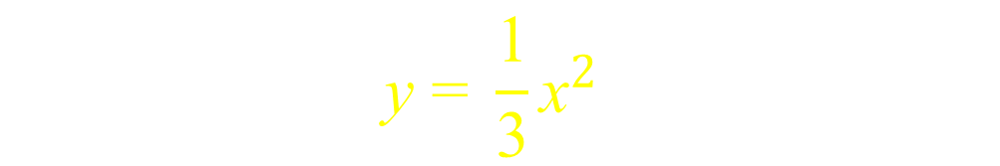 y = 1/3 x²